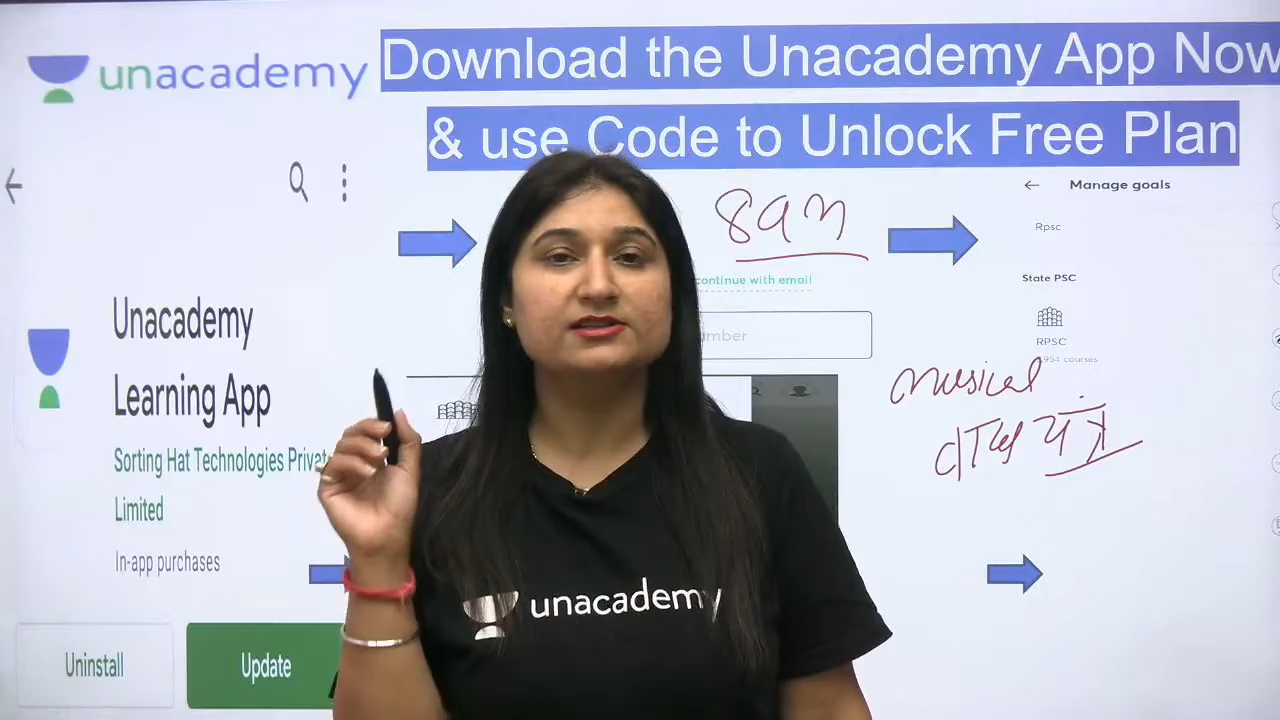 unacademy
Download the Unacademy App Now
& use Code to Unlock Free Plan
8am
Manage goals
Rpsc
State PSC
continue with email
RPSC
Unacademy
Learning App
Sorting Hat Technologies
Limited
In-app purchases
musical
वाद्य यंत्र
unacademy
Uninstall
Update